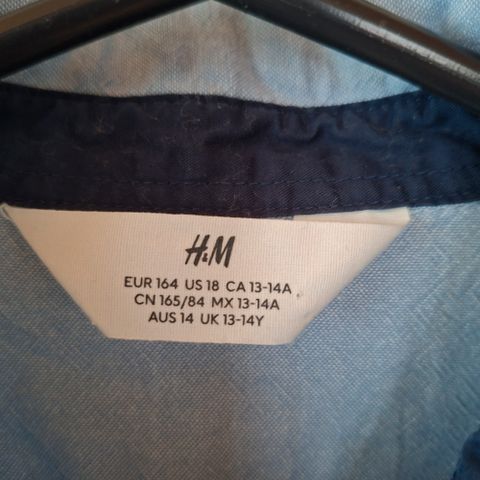 H&M
EUR 164 US 18 CA 13-14A
CN 165/84 MX 13-14A
AUS 14 UK 13-14Y